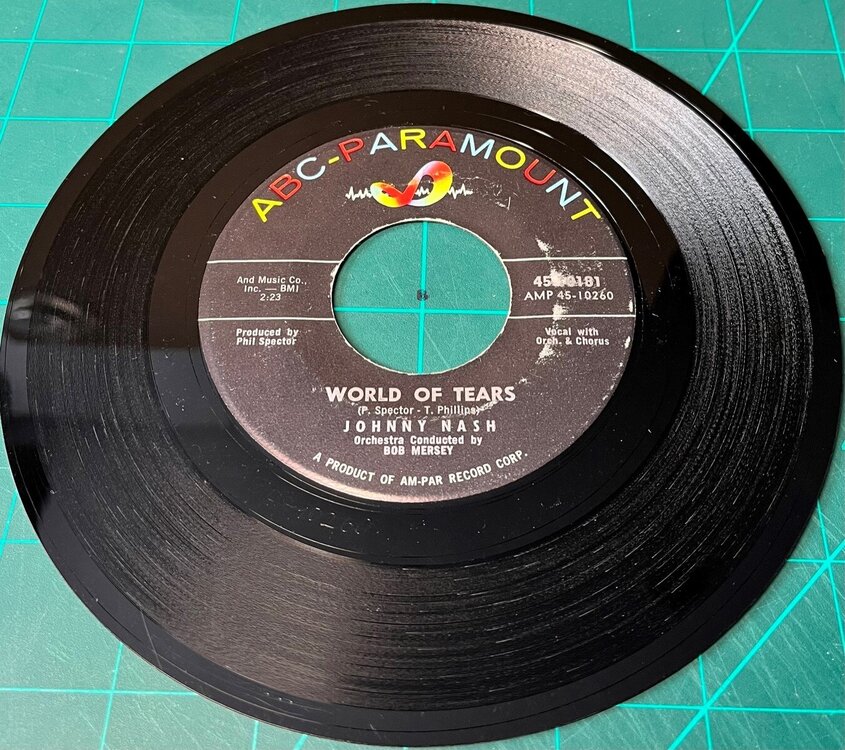 ABC-PARAMOUNT
And Music Co.,
Inc. — BMI
2:23
AMP 45-10260
Produced by
Phil Spector
Vocal with
Orch. & Chorus
WORLD OF TEARS
(P. Spector - T. Phillips)
JOHNNY NASH
Orchestra Conducted by
BOB MERSEY
A PRODUCT OF AM-PAR RECORD CORP.